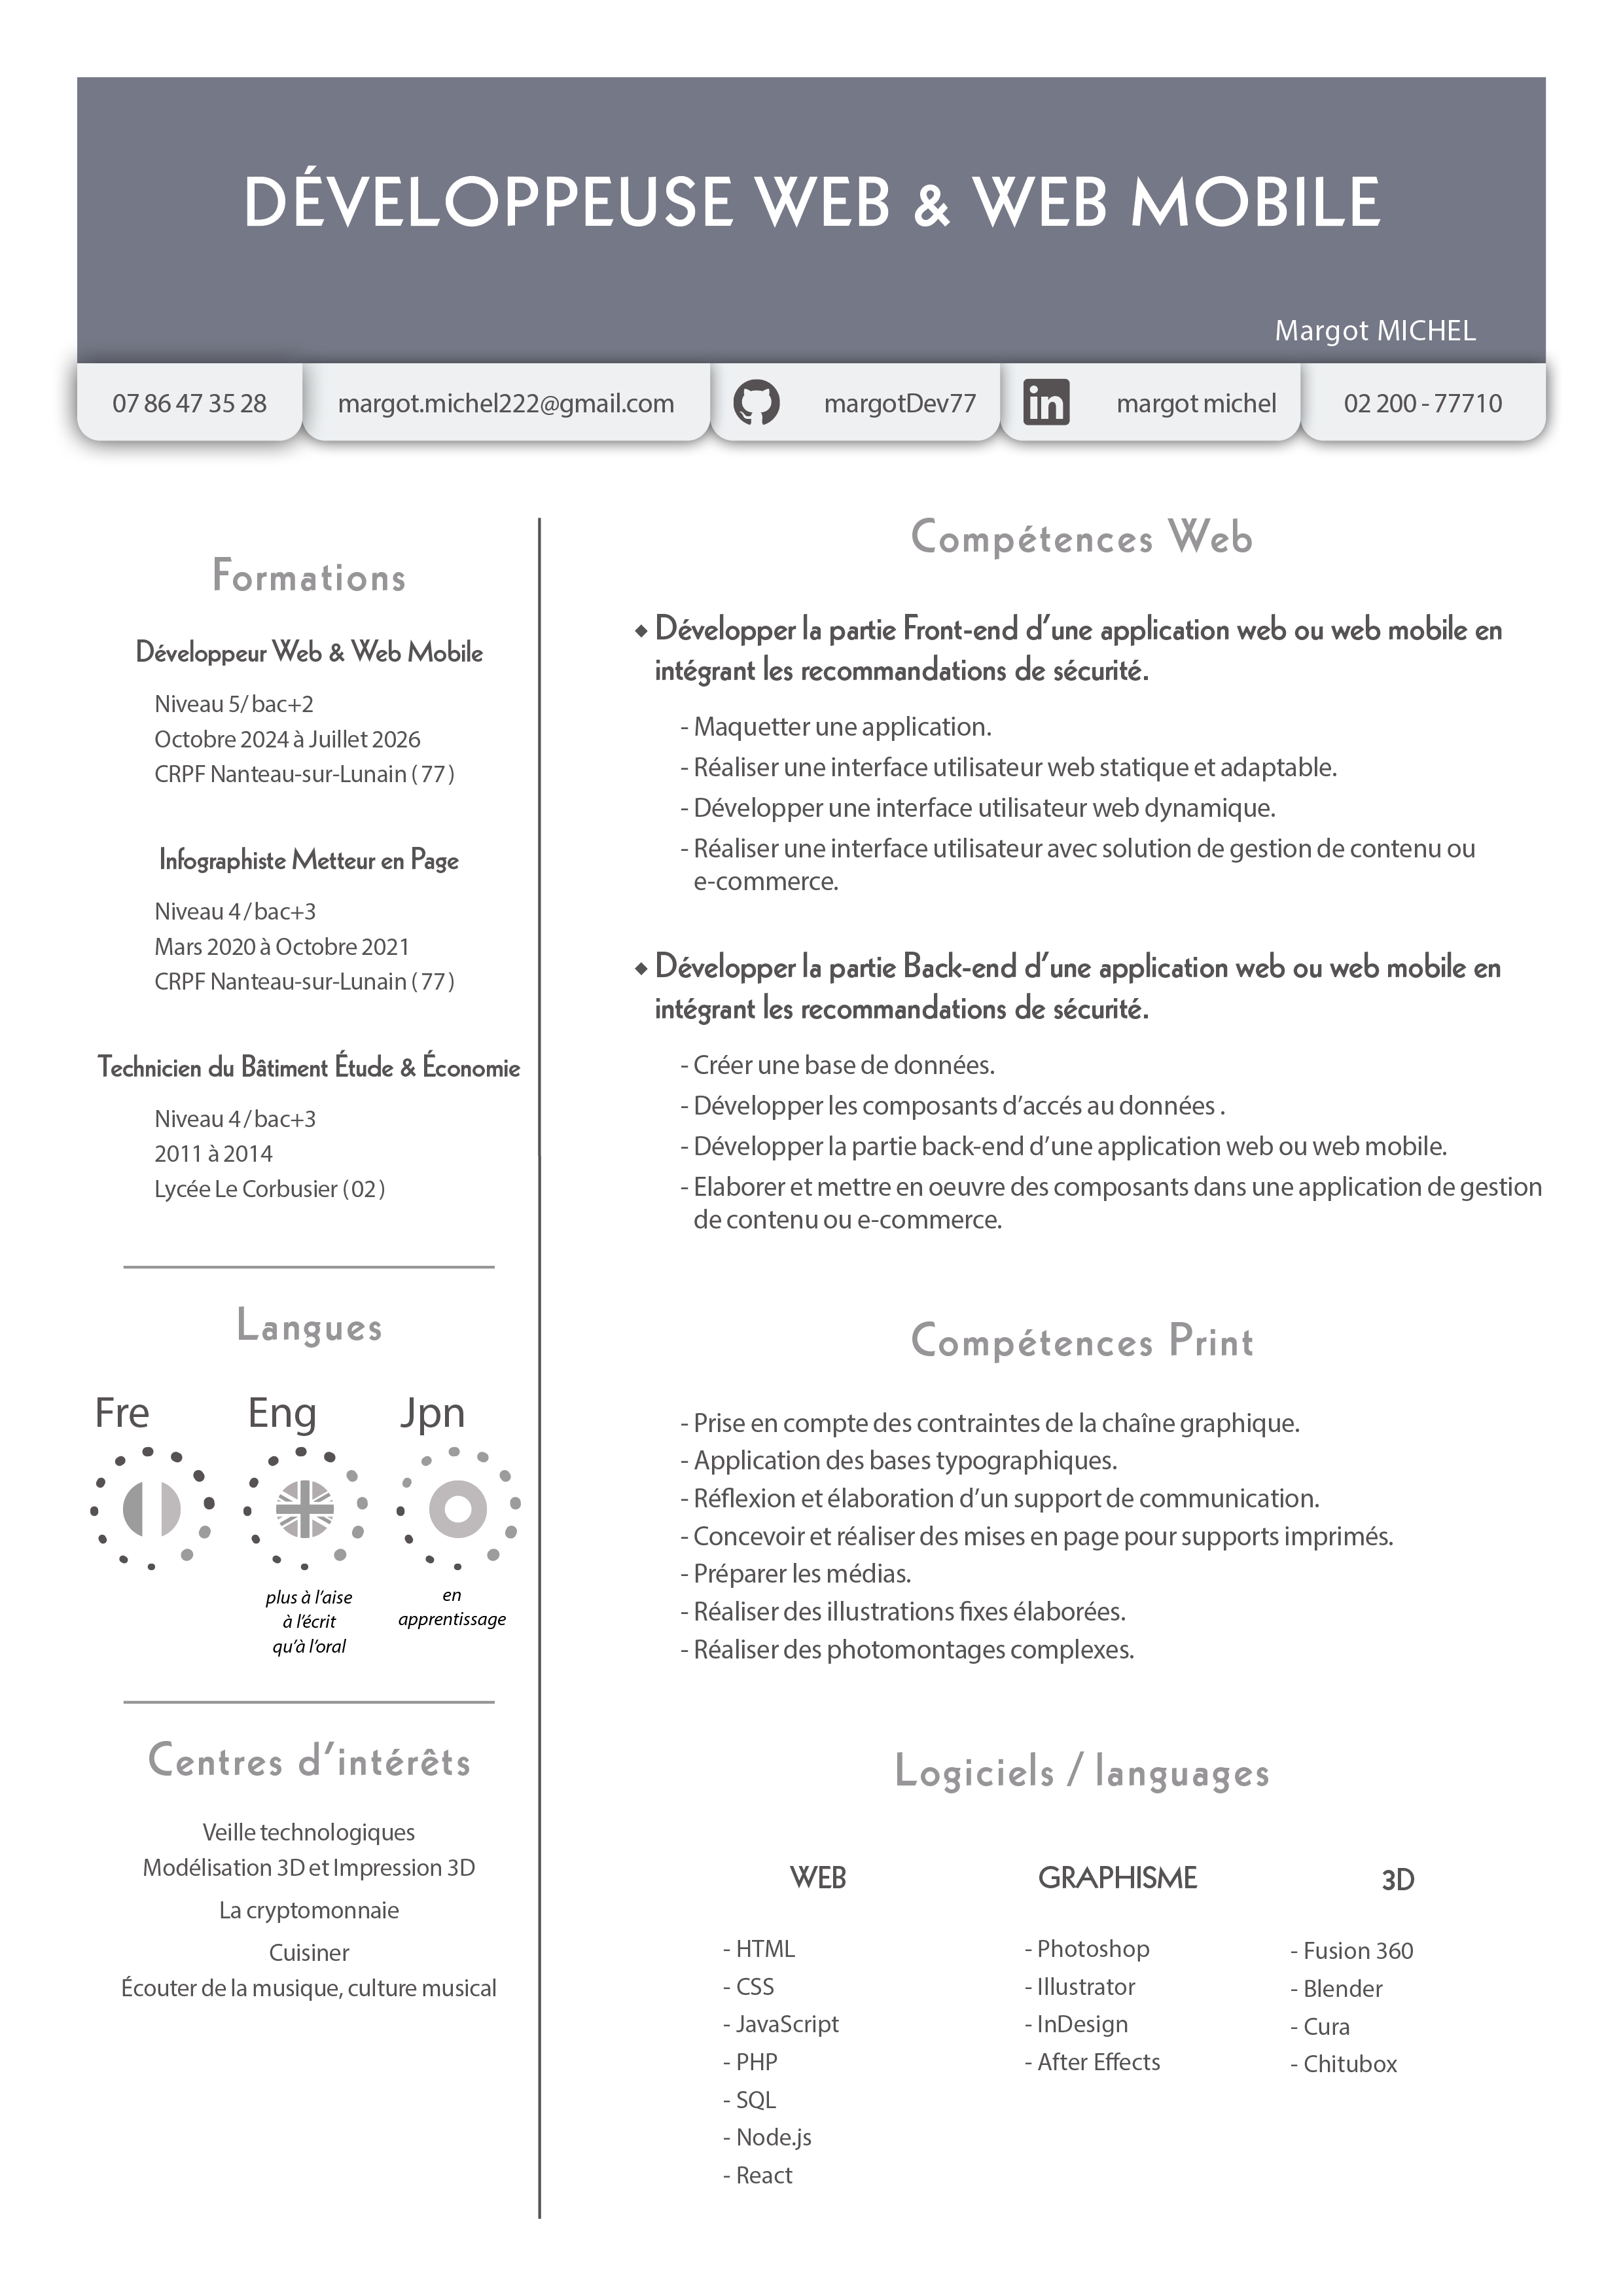 DÉVELOPPEUSE WEB & WEB MOBILE
Margot MICHEL
07 86 47 35 28
margot.michel222@gmail.com
margotDev77
in
margot michel
02 200 - 77710
Formations
Développeur Web & Web Mobile
Niveau 5/ bac+2
Octobre 2024 à Juillet 2026
CRPF Nanteau-sur-Lunain ( 77 )
Infographiste Metteur en Page
Niveau 4 / bac+3
Mars 2020 à Octobre 2021
CRPF Nanteau-sur-Lunain ( 77 )
Technicien du Bâtiment Étude & Économie
Niveau 4 / bac+3
2011 à 2014
Lycée Le Corbusier ( 02 )
Langues
Fre
Eng
Jpn
plus à l'aise
à l'écrit
qu'à l'oral
en
apprentissage
Centres d'intérêts
Veille technologiques
Modélisation 3D et Impression 3D
La cryptomonnaie
Cuisiner
Écouter de la musique, culture musical
Compétences Web
◆ Développer la partie Front-end d'une application web ou web mobile en
intégrant les recommandations de sécurité.
- Maquetter une application.
- Réaliser une interface utilisateur web statique et adaptable.
- Développer une interface utilisateur web dynamique.
- Réaliser une interface utilisateur avec solution de gestion de contenu ou
e-commerce.
◆ Développer la partie Back-end d'une application web ou web mobile en
intégrant les recommandations de sécurité.
- Créer une base de données.
- Développer les composants d'accés au données .
- Développer la partie back-end d'une application web ou web mobile.
- Elaborer et mettre en oeuvre des composants dans une application de gestion
de contenu ou e-commerce.
Compétences Print
- Prise en compte des contraintes de la chaîne graphique.
- Application des bases typographiques.
- Réflexion et élaboration d'un support de communication.
- Concevoir et réaliser des mises en page pour supports imprimés.
- Préparer les médias.
- Réaliser des illustrations fixes élaborées.
- Réaliser des photomontages complexes.
Logiciels / languages
WEB
- HTML
- CSS
- JavaScript
- PHP
- SQL
- Node.js
- React
GRAPHISME
- Photoshop
- Illustrator
- InDesign
- After Effects
3D
- Fusion 360
- Blender
- Cura
- Chitubox